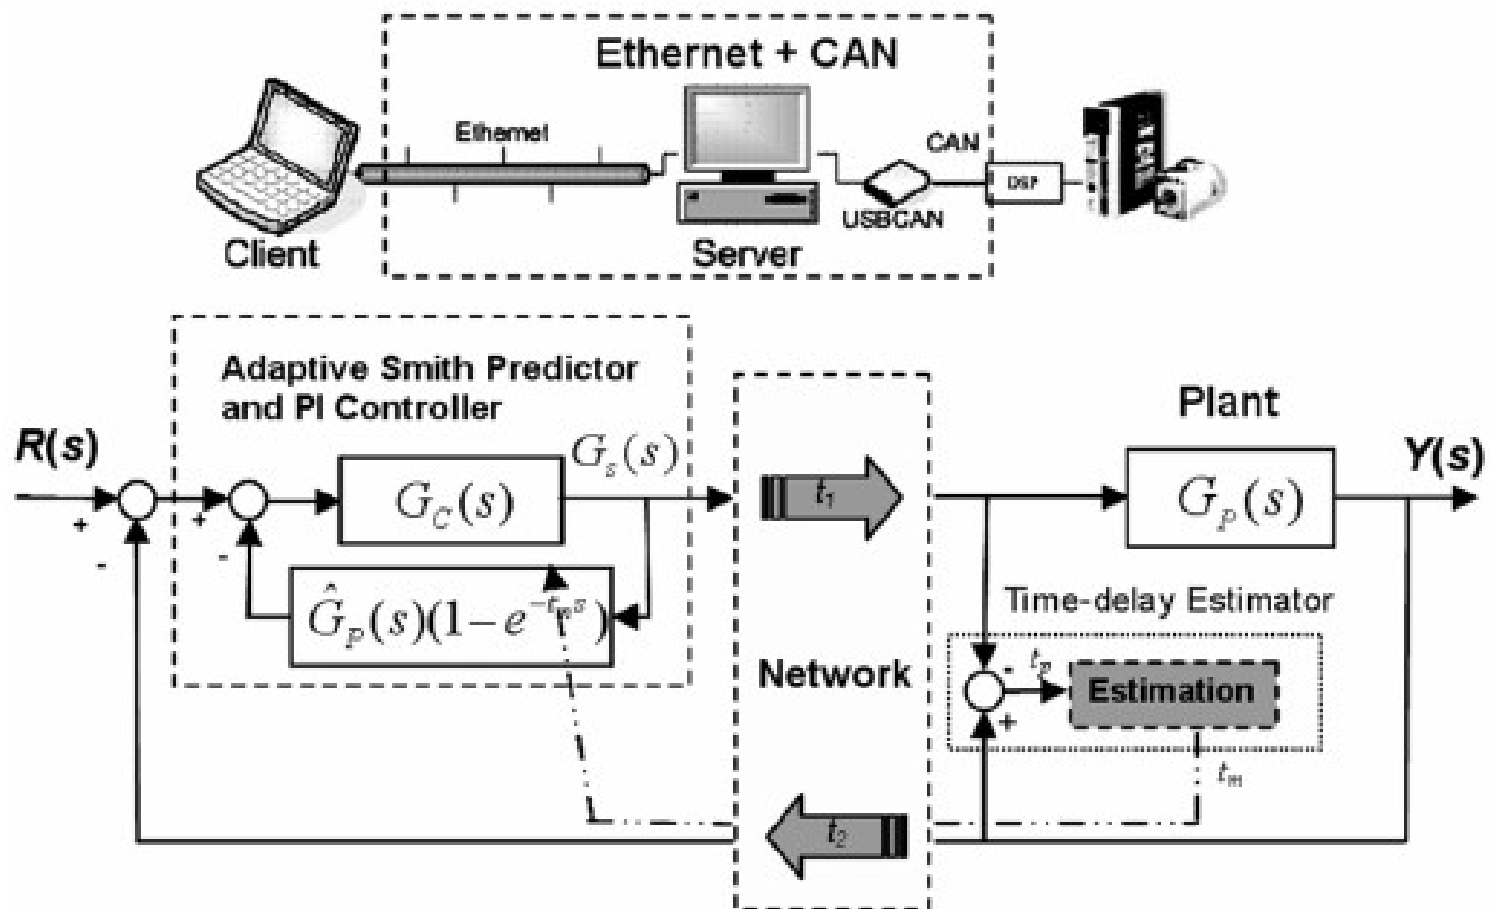 Ethernet + CAN
Ethernet
CAN
DSP
USBCAN
Client
Server
Adaptive Smith Predictor
and PI Controller
Plant
R(s)
G_s(s)
Y(s)
+
-
+
-
G_C(s)
t_1
G_P(s)
Ĝ_P(s)(1-e^{-t_m s})
Time-delay Estimator
Network
-
+
Estimation
t_m
t_2